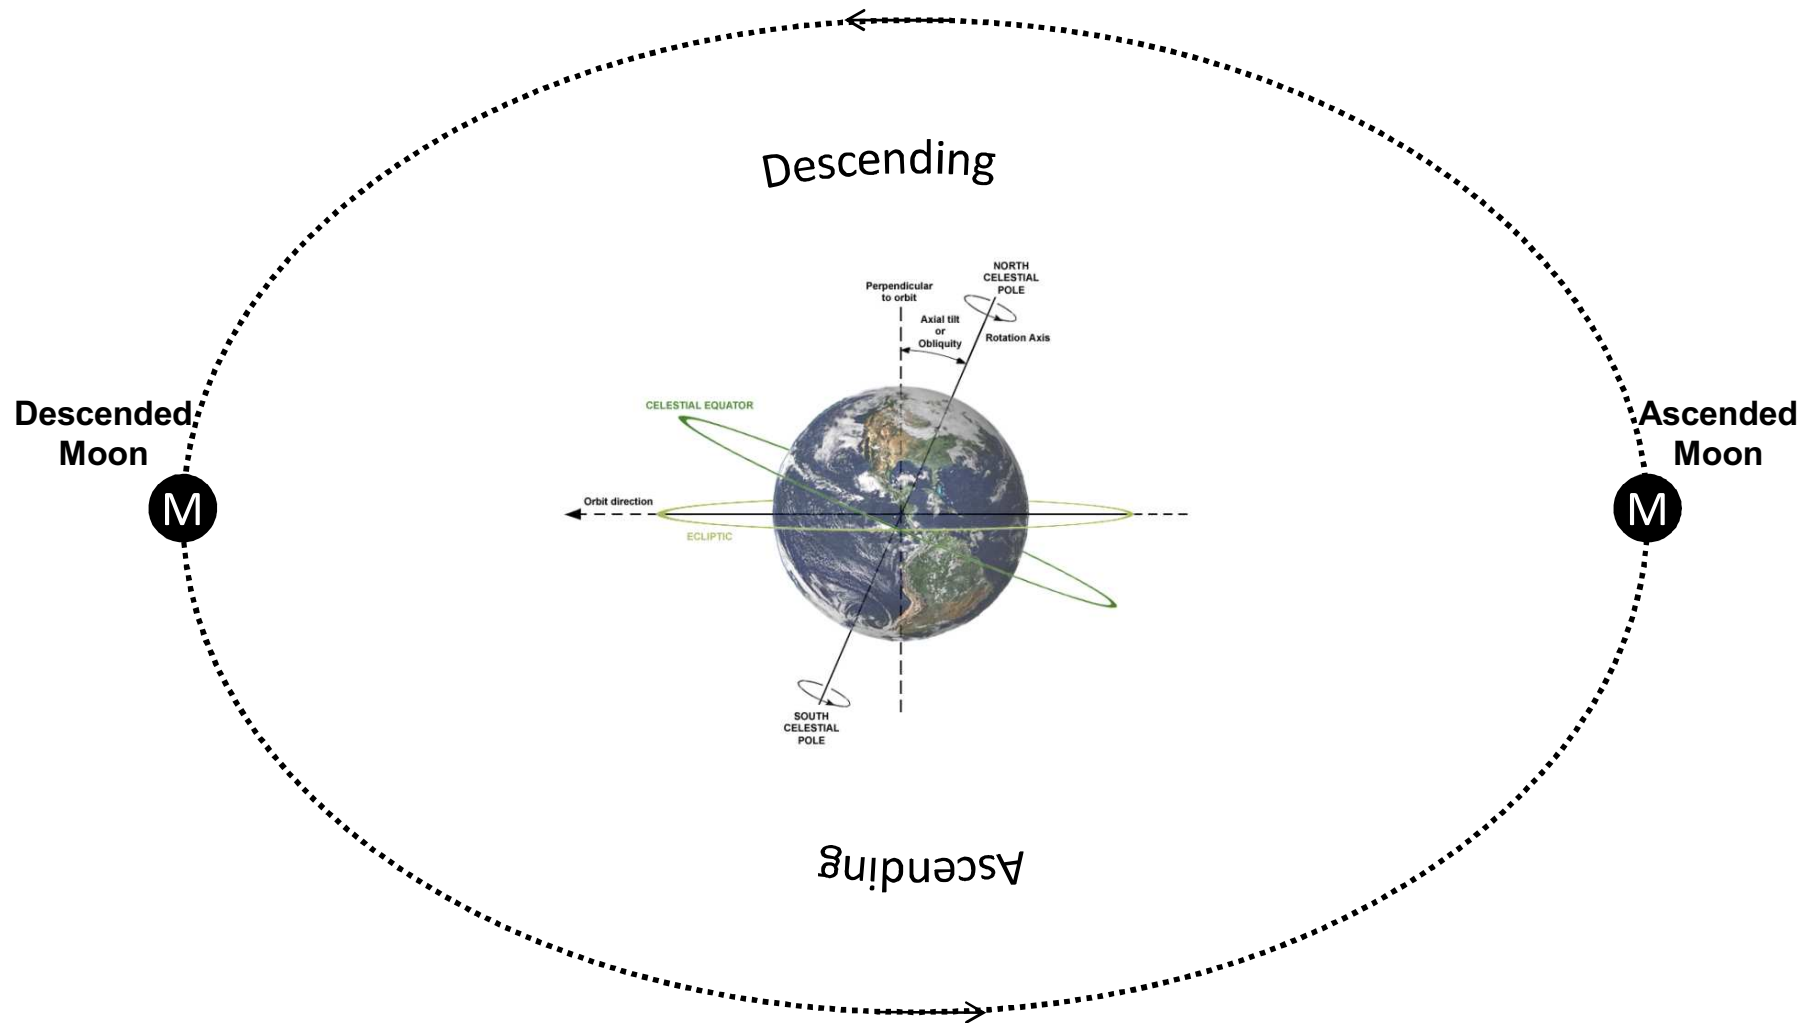 Descending
NORTH
CELESTIAL
POLE
Perpendicular
to orbit
Axial tilt
or
Obliquity
Rotation Axis
CELESTIAL EQUATOR
Descended
Moon
M
Ascended
Moon
M
Orbit direction
ECLIPTIC
SOUTH
CELESTIAL
POLE
Ascending